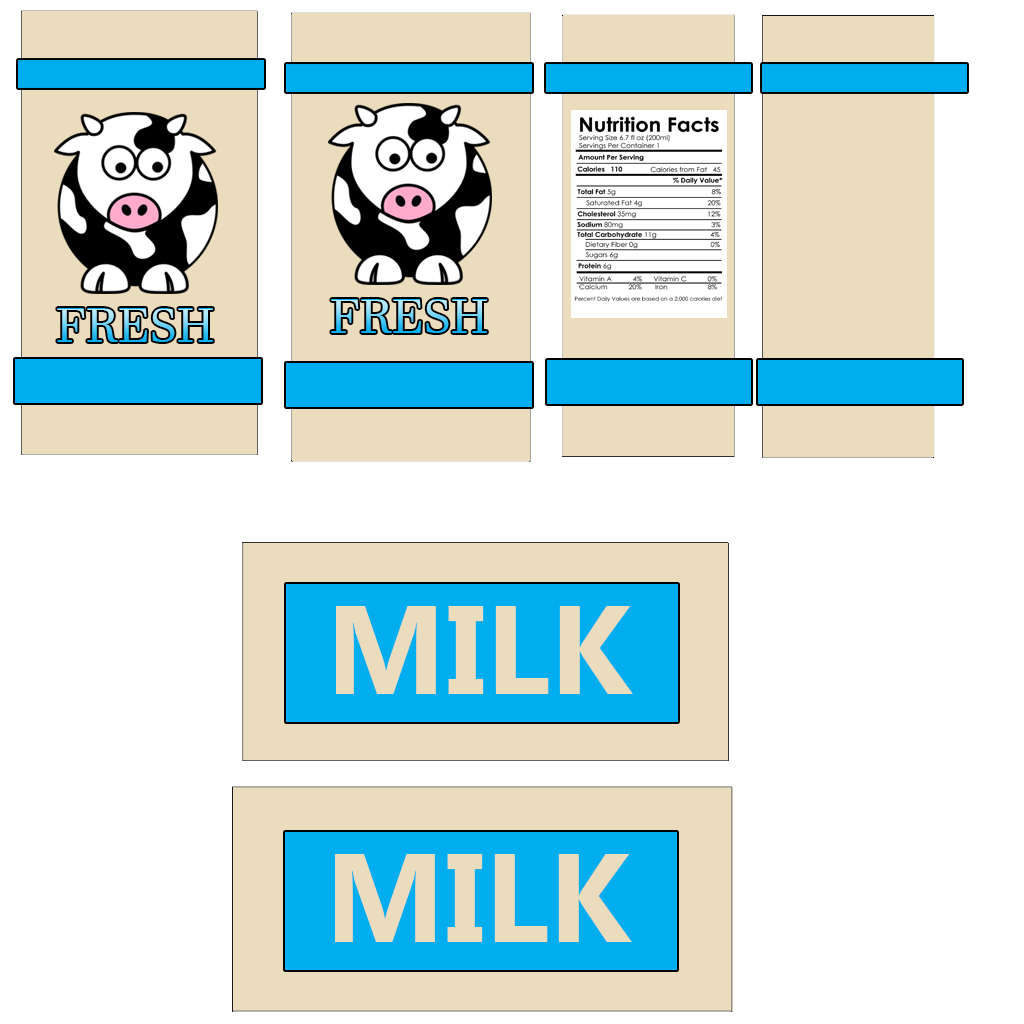 FRESH
FRESH
Nutrition Facts
Serving Size 6.7 fl oz (200ml)
Servings Per Container 1
Amount Per Serving
Calories 110 Calories from Fat 45
% Daily Value*
Total Fat 5g 8%
Saturated Fat 4g 20%
Cholesterol 35mg 12%
Sodium 80mg 3%
Total Carbohydrate 11g 4%
Dietary Fiber 0g 0%
Sugars 6g
Protein 6g
Vitamin A 4% Vitamin C 0%
Calcium 20% Iron 8%
Percent Daily Values are based on a 2,000 calories diet
MILK
MILK